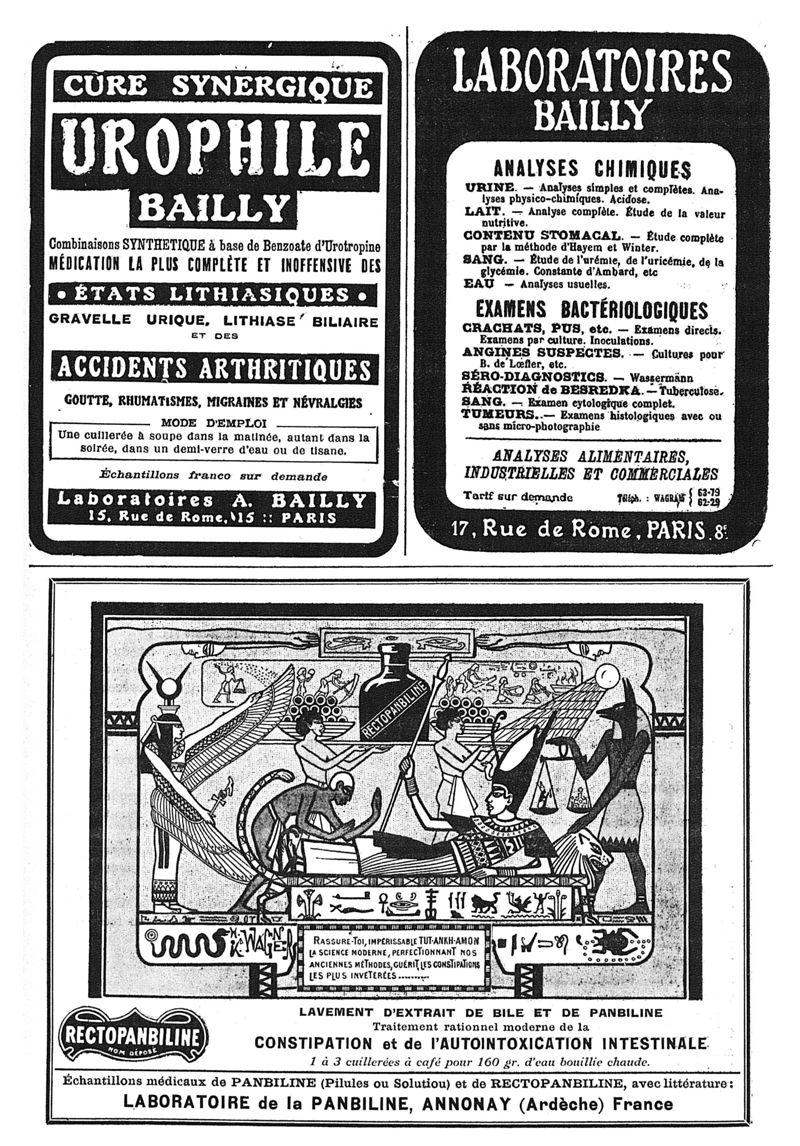 CURE SYNERGIQUE
UROPHILE
BAILLY
Combinaisons SYNTHETIQUE à base de Benzoate d'Urotropine
MÉDICATION LA PLUS COMPLÈTE ET INOFFENSIVE DES
• ÉTATS LITHIASIQUES •
GRAVELLE URIQUE, LITHIASE BILIAIRE
ET DES
ACCIDENTS ARTHRITIQUES
GOUTTE, RHUMATISMES, MIGRAINES ET NÉVRALGIES
MODE D'EMPLOI
Une cuillerée à soupe dans la matinée, autant dans la
soirée, dans un demi-verre d'eau ou de tisane.
Échantillons franco sur demande
Laboratoires A. BAILLY
15, Rue de Rome, 15 :: PARIS
LABORATOIRES
BAILLY
ANALYSES CHIMIQUES
URINE. — Analyses simples et complètes. Ana-
lyses physico-chimiques. Acidose.
LAIT. — Analyse complète. Étude de la valeur
nutritive.
CONTENU STOMACAL. — Étude complète
par la méthode d'Hayem et Winter.
SANG. — Étude de l'urémie, de l'uricémie, de la
glycémie. Constante d'Ambard, etc
EAU — Analyses usuelles.
EXAMENS BACTÉRIOLOGIQUES
CRACHATS, PUS, etc. — Examens directs.
Examens par culture. Inoculations.
ANGINES SUSPECTES. — Cultures pour
B. de Lœfler, etc.
SÉRO-DIAGNOSTICS. — Wassermann
RÉACTION de BESREDKA. — Tuberculose.
SANG. — Examen cytologique complet.
TUMEURS. — Examens histologiques avec ou
sans micro-photographie
ANALYSES ALIMENTAIRES,
INDUSTRIELLES ET COMMERCIALES
Tarif sur demande Téléph. : WAGRAM { 63-79
62-29
17, Rue de Rome, PARIS. 8e.
RECTOPANBILINE
WAGNER
RASSURE-TOI, IMPÉRISSABLE TUT-ANKH-AMON
LA SCIENCE MODERNE, PERFECTIONNANT NOS
ANCIENNES MÉTHODES, GUÉRIT LES CONSTIPATIONS
LES PLUS INVÉTERÉES..........
RECTOPANBILINE
NOM DÉPOSÉ
LAVEMENT D'EXTRAIT DE BILE ET DE PANBILINE
Traitement rationnel moderne de la
CONSTIPATION et de l'AUTOINTOXICATION INTESTINALE
1 à 3 cuillerées à café pour 160 gr. d'eau bouillie chaude.
Échantillons médicaux de PANBILINE (Pilules ou Solutiou) et de RECTOPANBILINE, avec littérature :
LABORATOIRE de la PANBILINE, ANNONAY (Ardèche) France